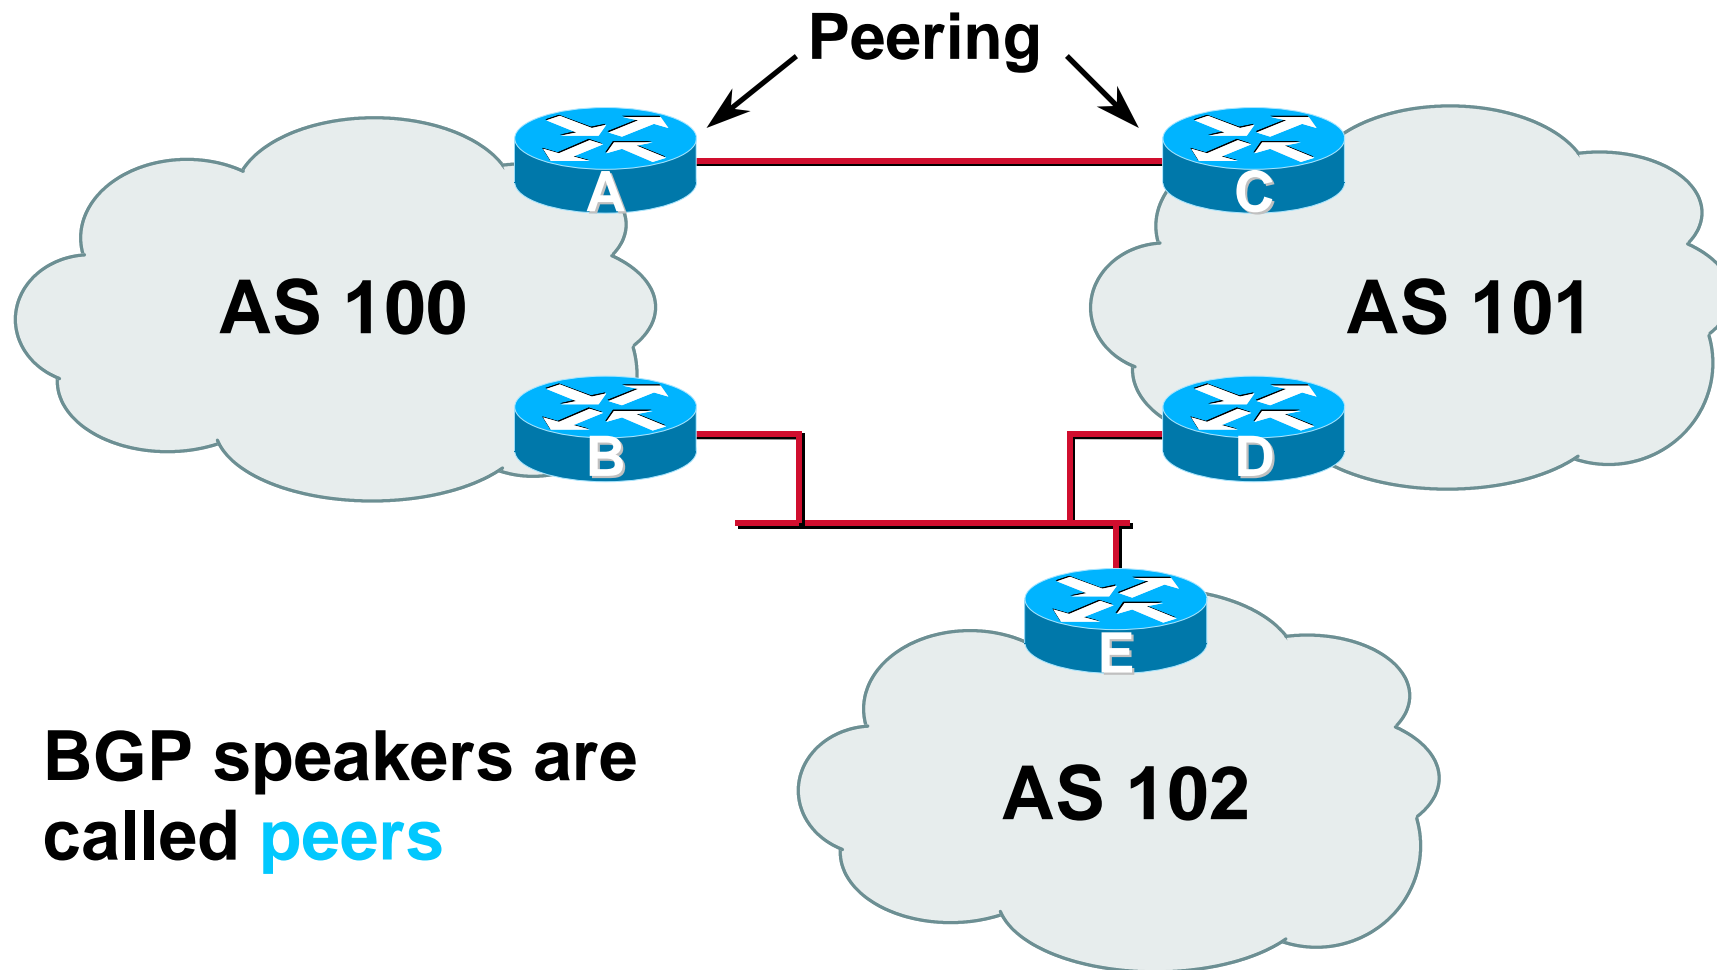 Peering
A
C
AS 100
AS 101
B
D
E
AS 102
BGP speakers are
called peers